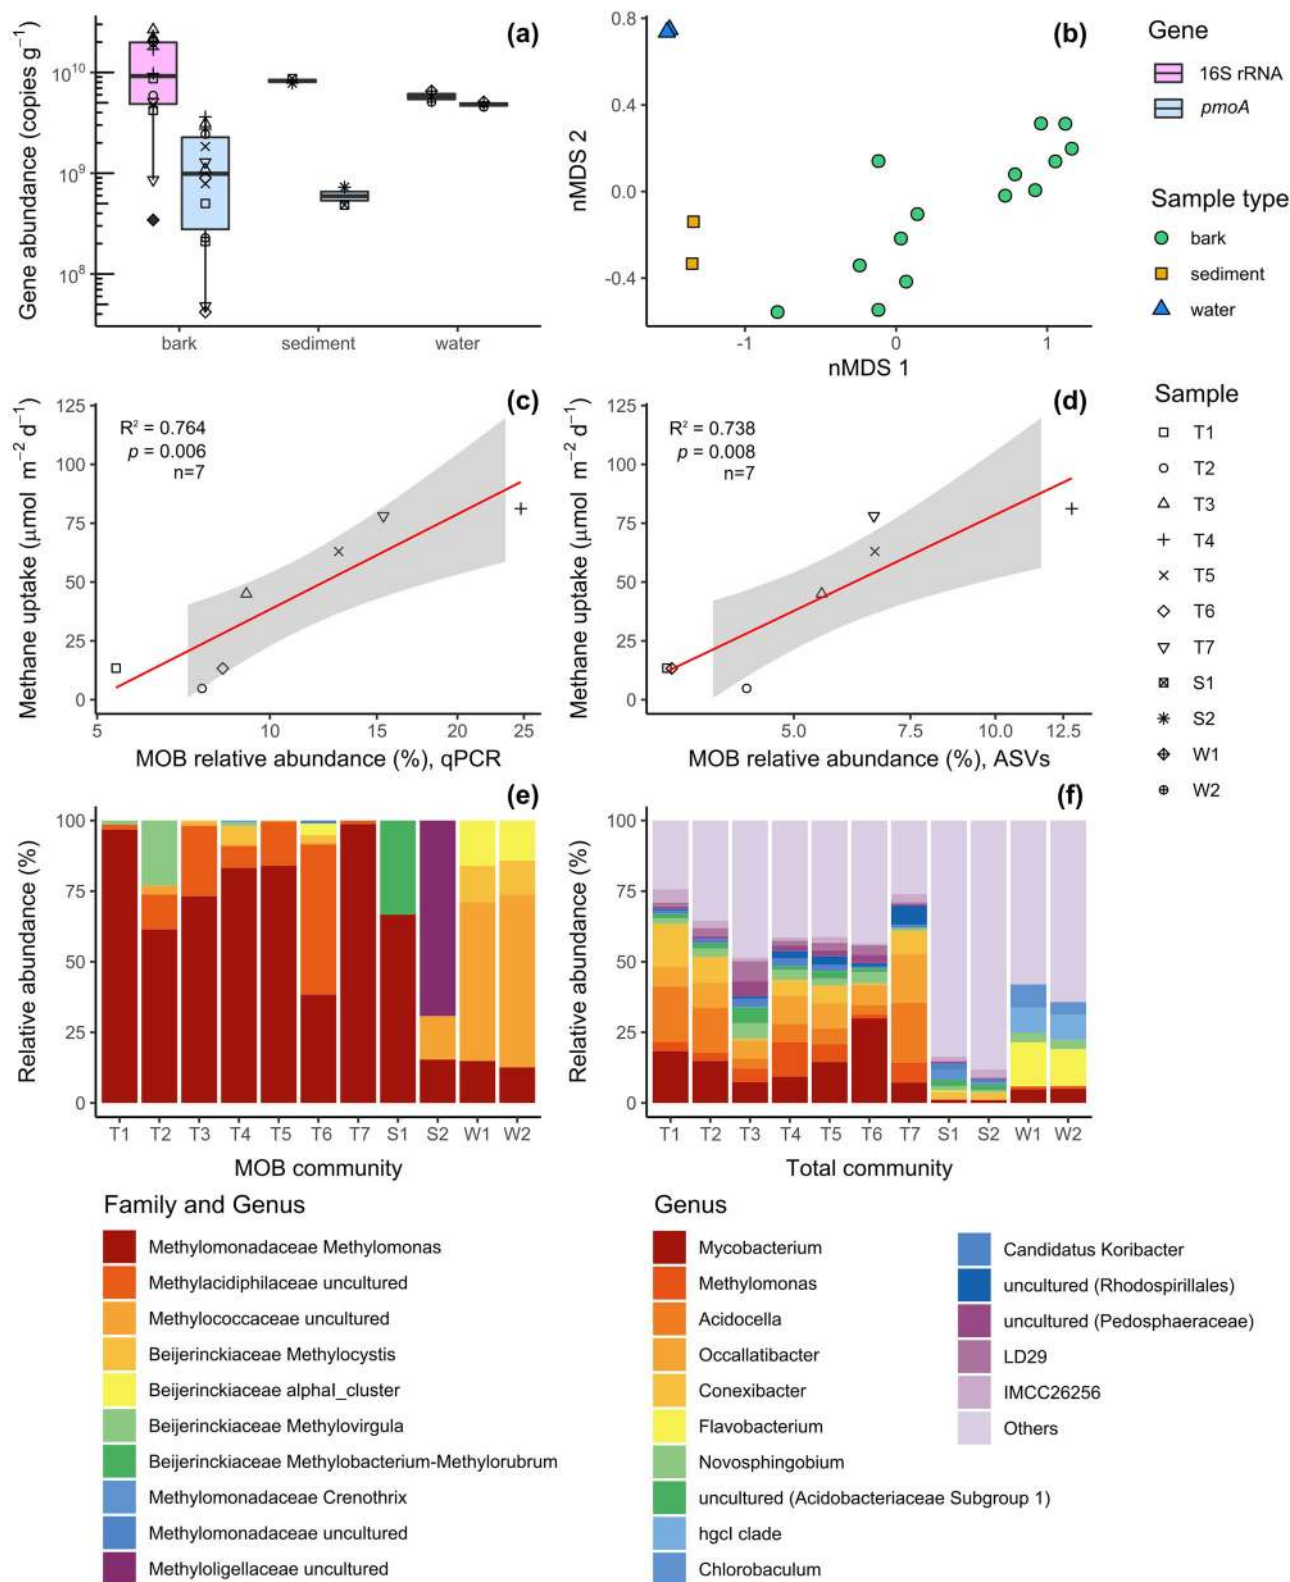 (a)
Gene abundance (copies g⁻¹)
10¹⁰
10⁹
10⁸
bark sediment water
(b)
nMDS 2
0.8
0.4
0.0
-0.4
-1 0 1
nMDS 1
Gene
16S rRNA
pmoA
Sample type
bark
sediment
water
(c)
Methane uptake (μmol m⁻² d⁻¹)
125
100
75
50
25
0
R² = 0.764
p = 0.006
n=7
5 10 15 20 25
MOB relative abundance (%), qPCR
(d)
Methane uptake (μmol m⁻² d⁻¹)
125
100
75
50
25
0
R² = 0.738
p = 0.008
n=7
5.0 7.5 10.0 12.5
MOB relative abundance (%), ASVs
Sample
T1
T2
T3
T4
T5
T6
T7
S1
S2
W1
W2
(e)
Relative abundance (%)
100
75
50
25
0
T1 T2 T3 T4 T5 T6 T7 S1 S2 W1 W2
MOB community
(f)
Relative abundance (%)
100
75
50
25
0
T1 T2 T3 T4 T5 T6 T7 S1 S2 W1 W2
Total community
Family and Genus
Methylomonadaceae Methylomonas
Methylacidiphilaceae uncultured
Methylococcaceae uncultured
Beijerinckiaceae Methylocystis
Beijerinckiaceae alphaI_cluster
Beijerinckiaceae Methylovirgula
Beijerinckiaceae Methylobacterium-Methylorubrum
Methylomonadaceae Crenothrix
Methylomonadaceae uncultured
Methyloligellaceae uncultured
Genus
Mycobacterium
Methylomonas
Acidocella
Occallatibacter
Conexibacter
Flavobacterium
Novosphingobium
uncultured (Acidobacteriaceae Subgroup 1)
hgcI clade
Chlorobaculum
Candidatus Koribacter
uncultured (Rhodospirillales)
uncultured (Pedosphaeraceae)
LD29
IMCC26256
Others